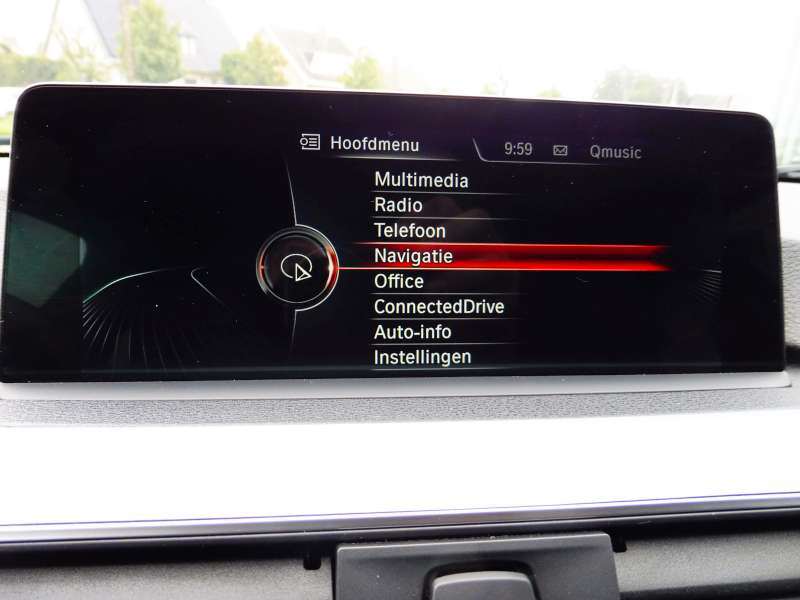 Hoofdmenu 9:59 Qmusic
Multimedia
Radio
Telefoon
Navigatie
Office
ConnectedDrive
Auto-info
Instellingen